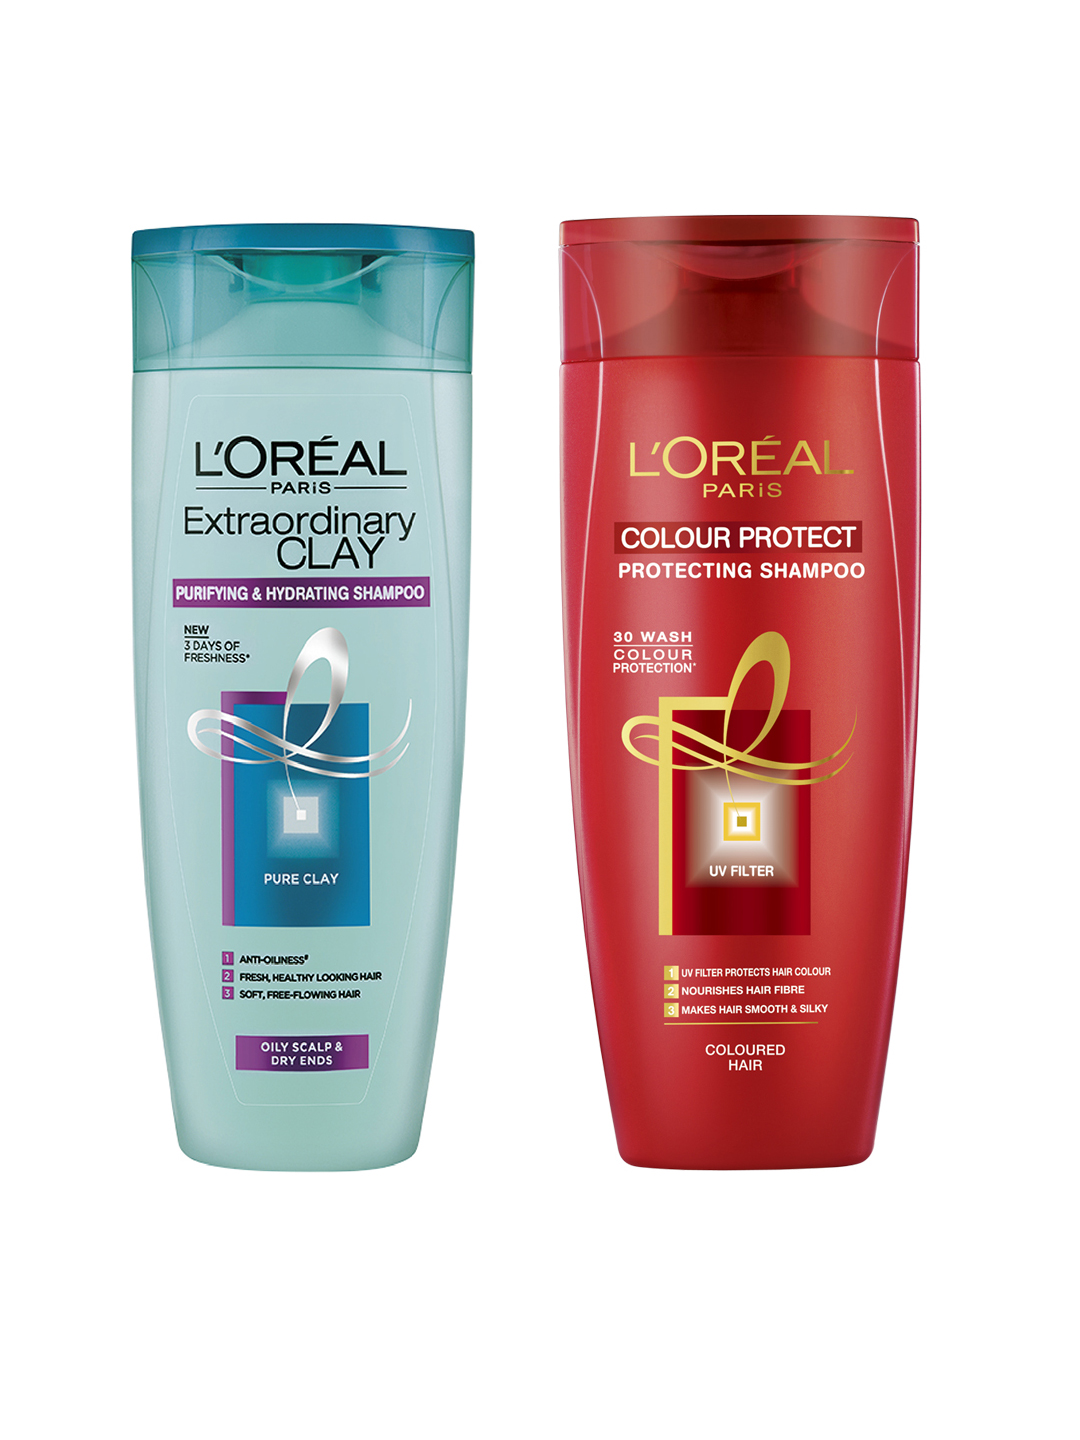 L'ORÉAL
PARiS
Extraordinary
CLAY
PURIFYING & HYDRATING SHAMPOO
NEW
3 DAYS OF
FRESHNESS*
PURE CLAY
1 ANTI-OILINESS#
2 FRESH, HEALTHY LOOKING HAIR
3 SOFT, FREE-FLOWING HAIR
OILY SCALP &
DRY ENDS
L'ORÉAL
PARiS
COLOUR PROTECT
PROTECTING SHAMPOO
30 WASH
COLOUR
PROTECTION*
UV FILTER
1 UV FILTER PROTECTS HAIR COLOUR
2 NOURISHES HAIR FIBRE
3 MAKES HAIR SMOOTH & SILKY
COLOURED
HAIR